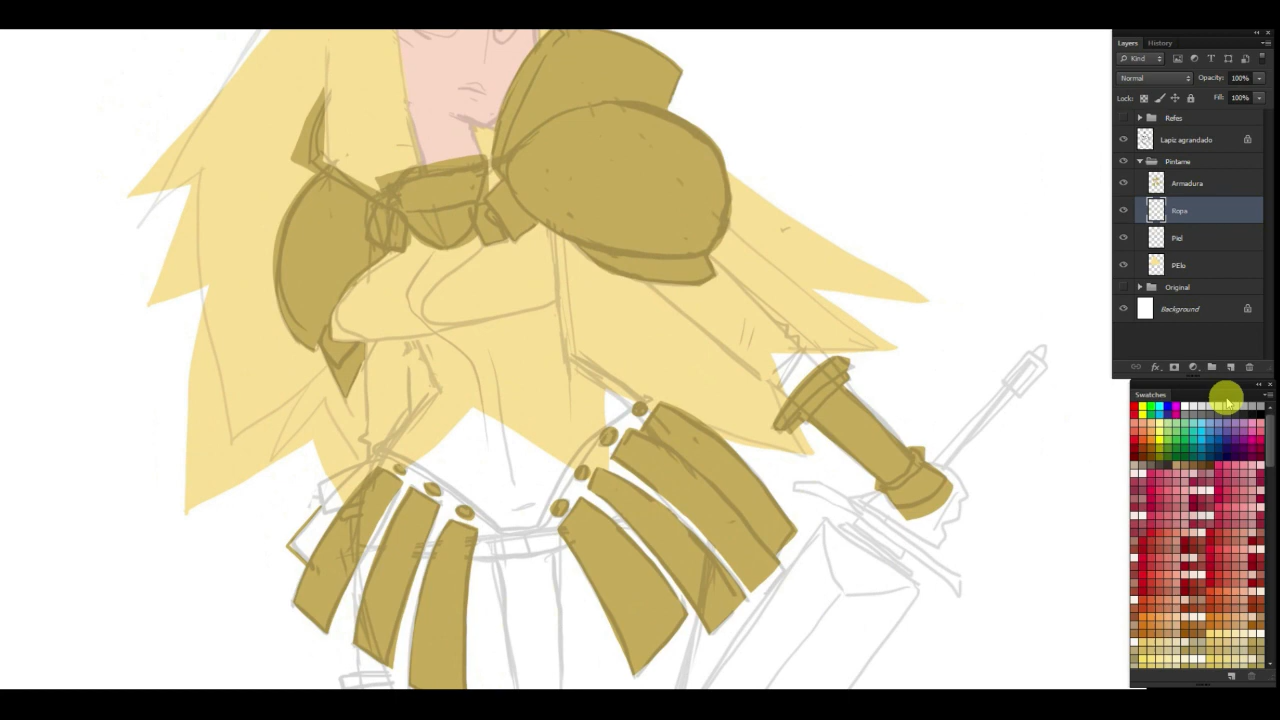 Layers History
Kind
Normal Opacity: 100%
Lock: Fill: 100%
Refes
Lapiz agrandado
Pintame
Armadura
Ropa
Piel
PElo
Original
Background
fx
Swatches